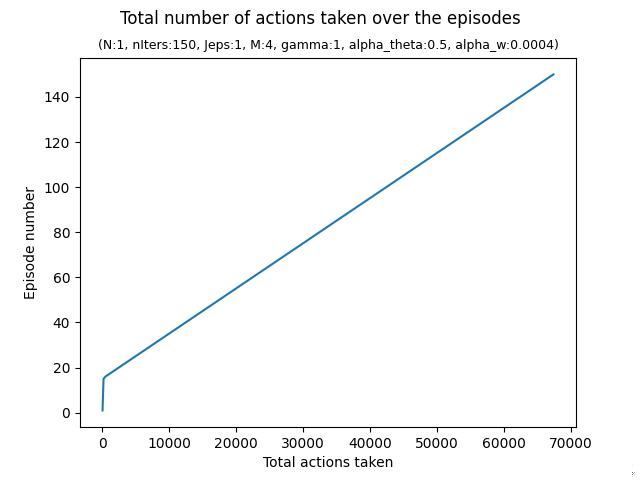 Total number of actions taken over the episodes
(N:1, nIters:150, Jeps:1, M:4, gamma:1, alpha_theta:0.5, alpha_w:0.0004)
140
120
100
80
60
40
20
0
Episode number
0 10000 20000 30000 40000 50000 60000 70000
Total actions taken